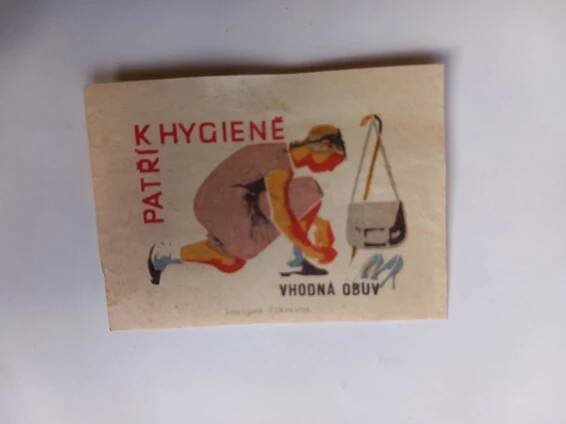 PATŘÍ
K HYGIENĚ
VHODNÁ OBUV